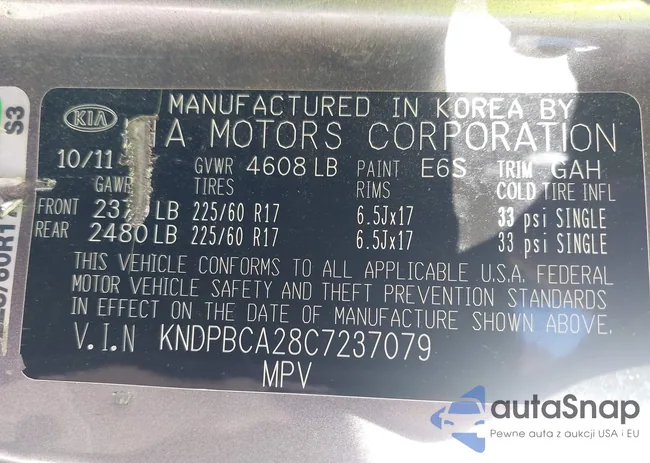 S3
KIA
MANUFACTURED IN KOREA BY
A MOTORS CORPORATION
10/11 GVWR 4608 LB PAINT E6S TRIM GAH
GAWR TIRES RIMS COLD TIRE INFL
FRONT LB 225/60 R17 6.5Jx17 33 psi SINGLE
REAR 2480 LB 225/60 R17 6.5Jx17 33 psi SINGLE
THIS VEHICLE CONFORMS TO ALL APPLICABLE U.S.A. FEDERAL
MOTOR VEHICLE SAFETY AND THEFT PREVENTION STANDARDS
IN EFFECT ON THE DATE OF MANUFACTURE SHOWN ABOVE.
V.I.N KNDPBCA28C7237079
MPV
autaSnap
Pewne auta z aukcji USA i EU